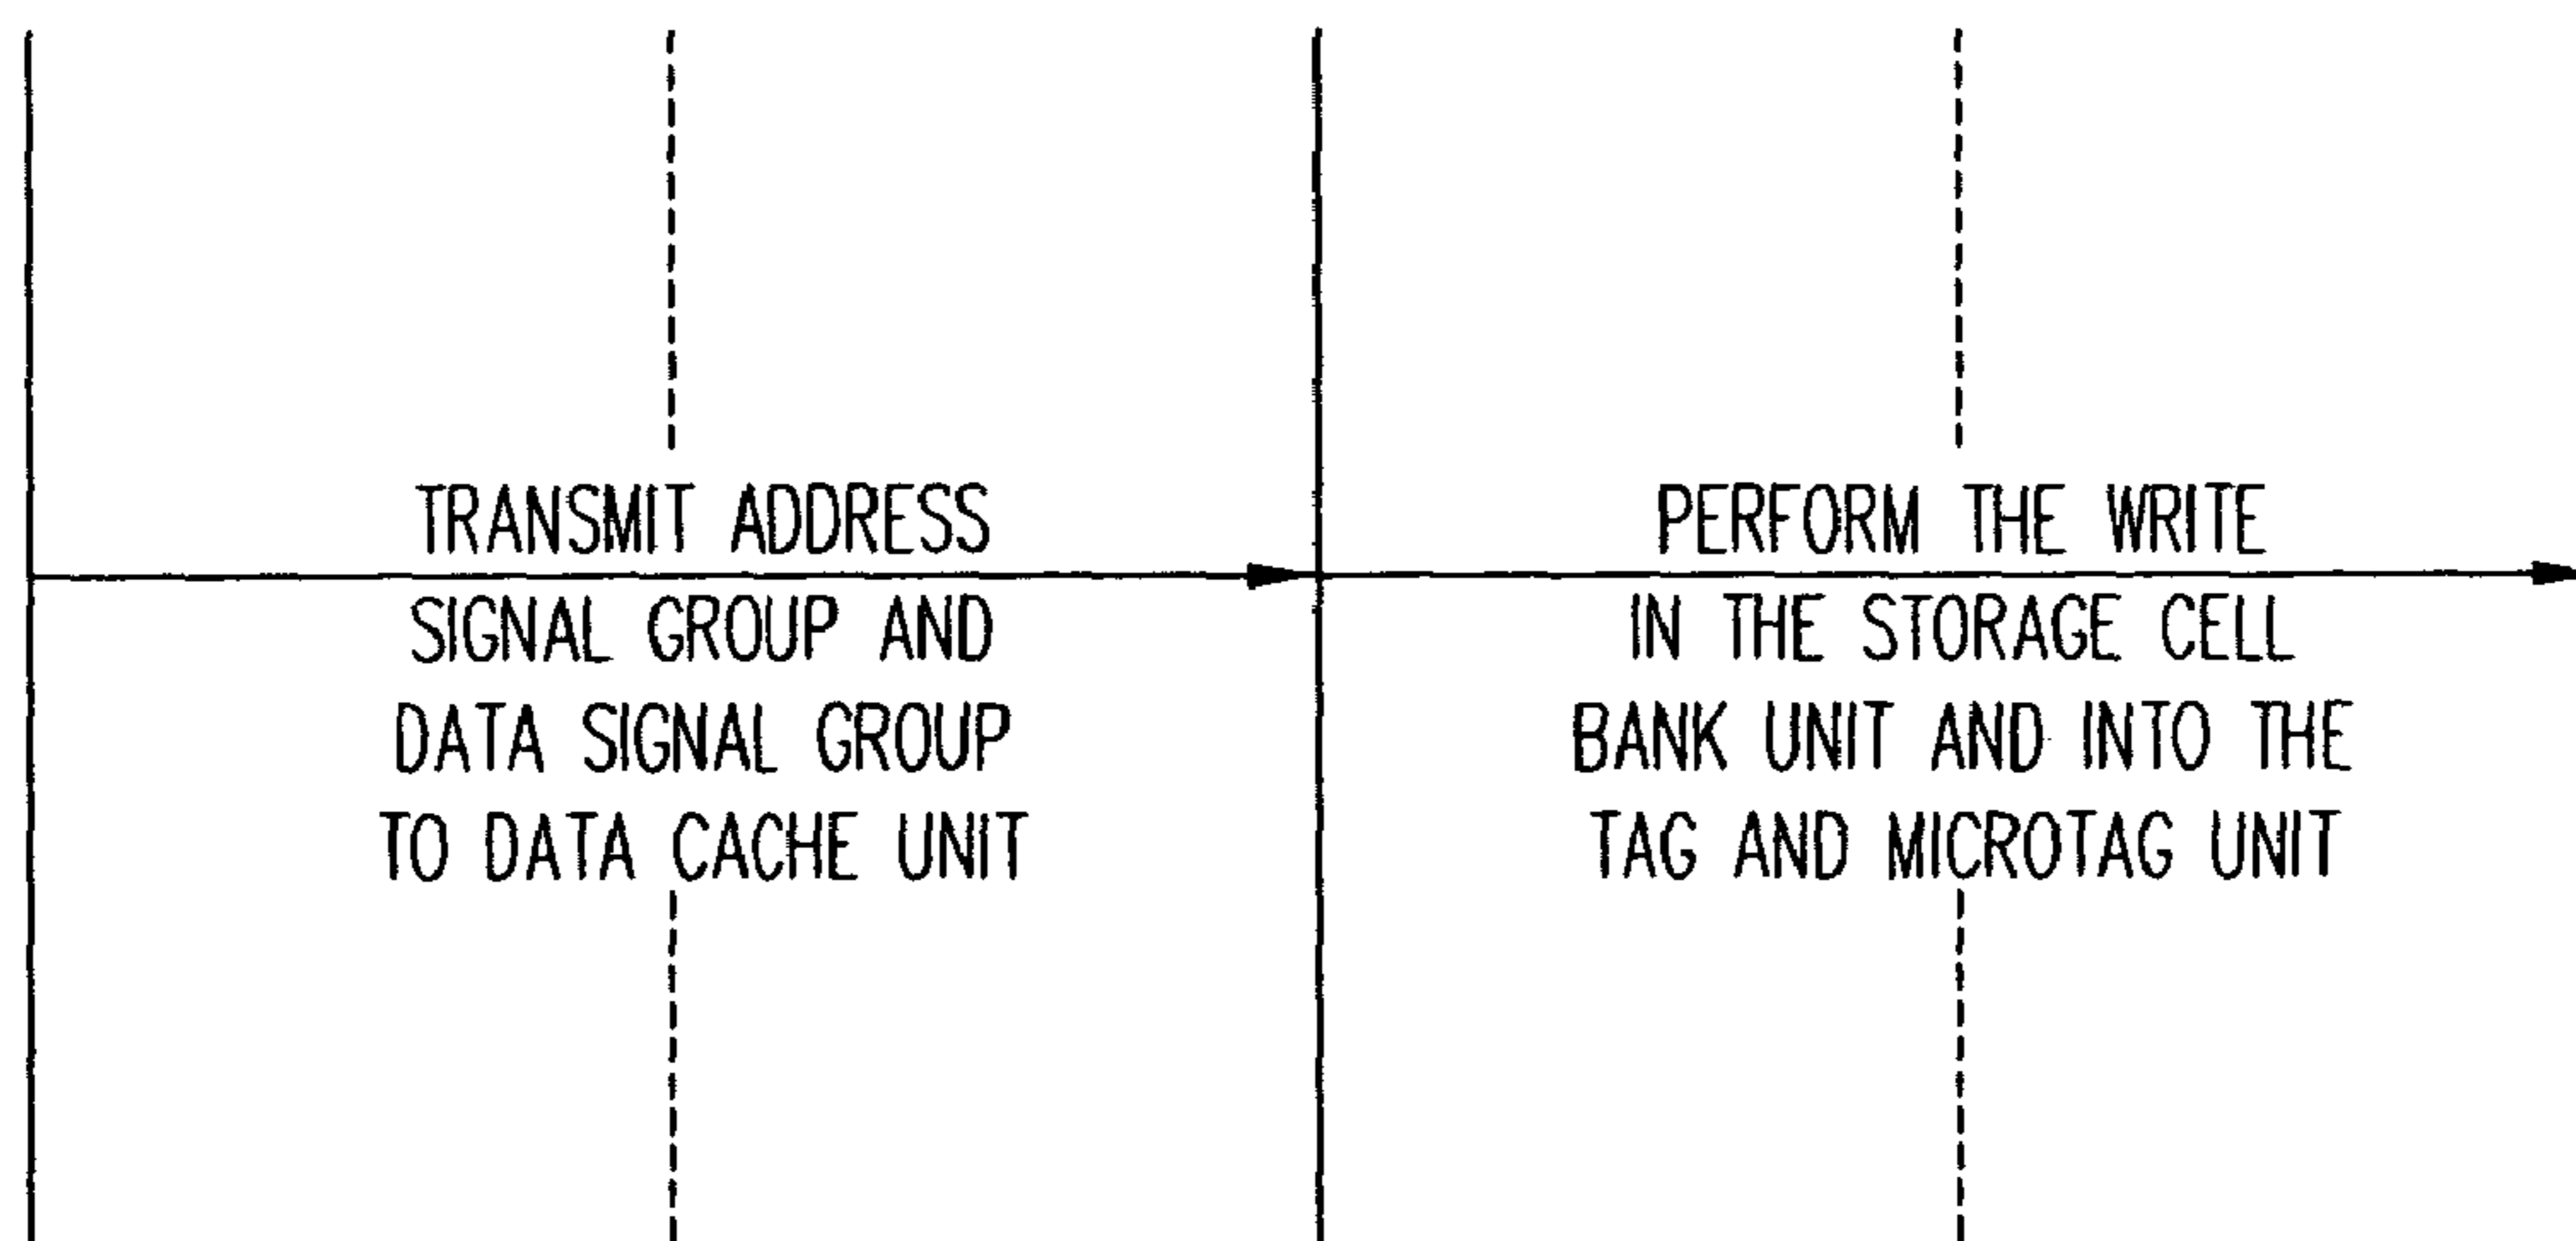 TRANSMIT ADDRESS
SIGNAL GROUP AND
DATA SIGNAL GROUP
TO DATA CACHE UNIT
PERFORM THE WRITE
IN THE STORAGE CELL
BANK UNIT AND INTO THE
TAG AND MICROTAG UNIT